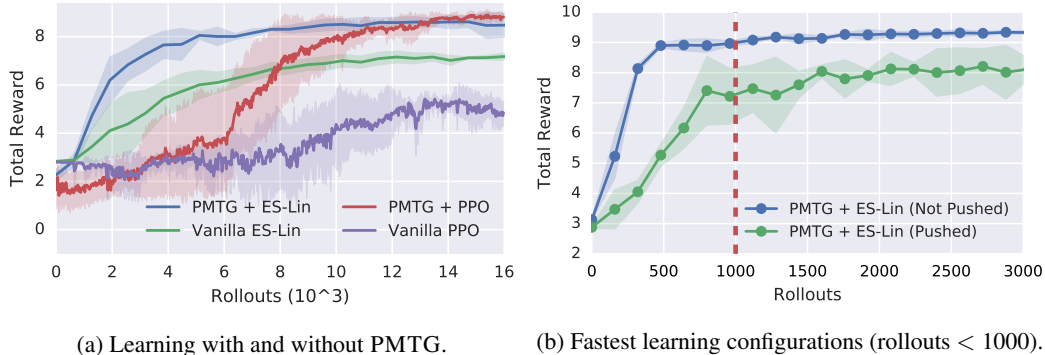 8
6
4
2
0
Total Reward
PMTG + ES-Lin
Vanilla ES-Lin
PMTG + PPO
Vanilla PPO
0 2 4 6 8 10 12 14 16
Rollouts (10^3)
(a) Learning with and without PMTG.
10
9
8
7
6
5
4
3
2
Total Reward
PMTG + ES-Lin (Not Pushed)
PMTG + ES-Lin (Pushed)
0 500 1000 1500 2000 2500 3000
Rollouts
(b) Fastest learning configurations (rollouts < 1000).